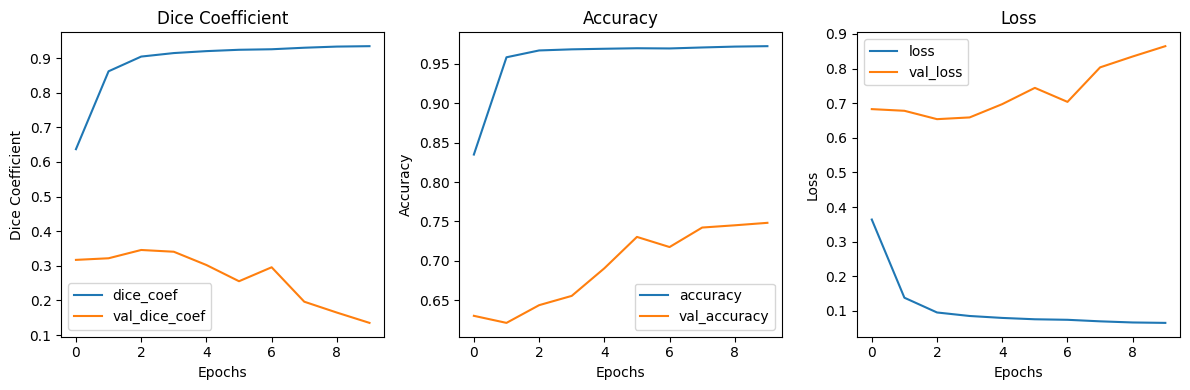 Dice Coefficient
Dice Coefficient
0.9
0.8
0.7
0.6
0.5
0.4
0.3
0.2
0.1
dice_coef
val_dice_coef
0 2 4 6 8
Epochs
Accuracy
Accuracy
0.95
0.90
0.85
0.80
0.75
0.70
0.65
accuracy
val_accuracy
0 2 4 6 8
Epochs
Loss
Loss
0.9
0.8
0.7
0.6
0.5
0.4
0.3
0.2
0.1
loss
val_loss
0 2 4 6 8
Epochs